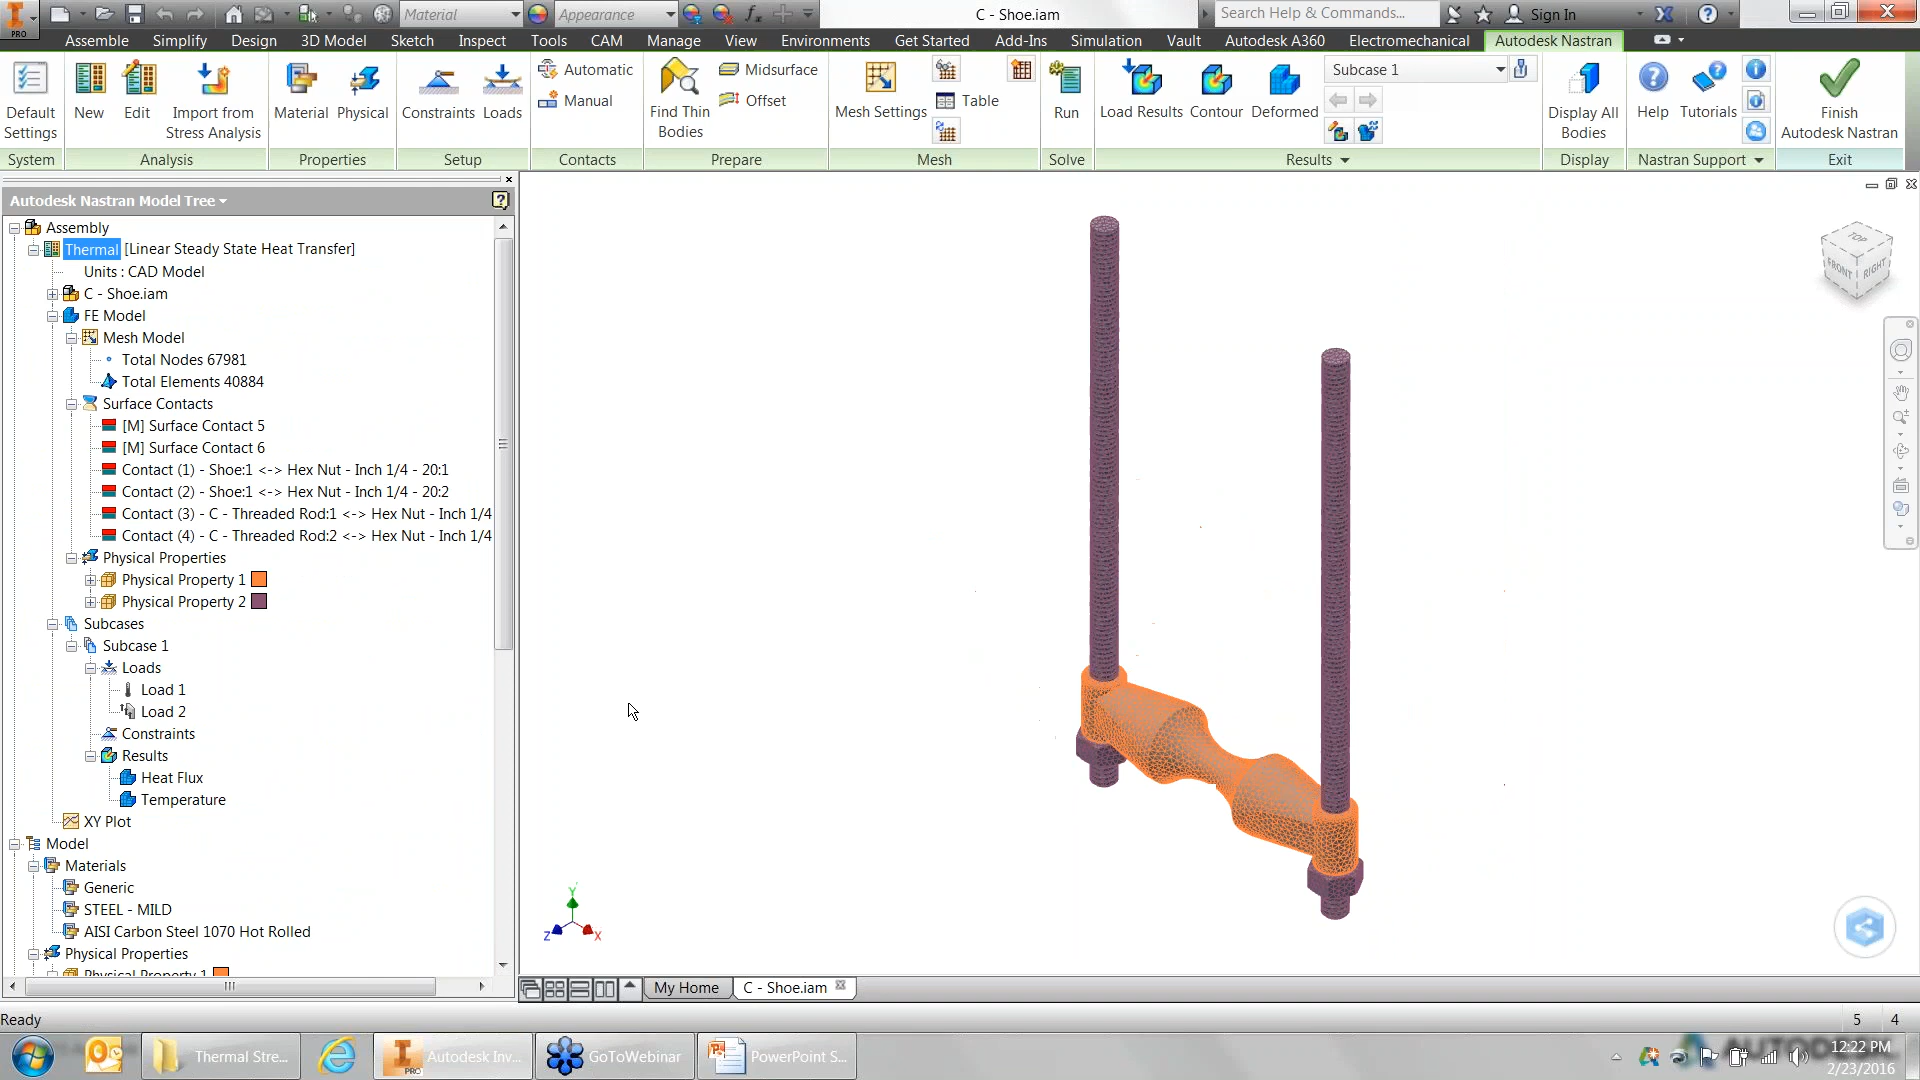 Material
Appearance
C - Shoe.iam
Search Help & Commands...
Sign In
PRO
Assemble
Simplify
Design
3D Model
Sketch
Inspect
Tools
CAM
Manage
View
Environments
Get Started
Add-Ins
Simulation
Vault
Autodesk A360
Electromechanical
Autodesk Nastran
Default Settings
New
Edit
Import from Stress Analysis
Material
Physical
Constraints
Loads
Automatic
Manual
Find Thin Bodies
Midsurface
Offset
Mesh Settings
Table
Run
Load Results
Contour
Deformed
Subcase 1
Display All Bodies
Help
Tutorials
Finish Autodesk Nastran
System
Analysis
Properties
Setup
Contacts
Prepare
Mesh
Solve
Results
Display
Nastran Support
Exit
Autodesk Nastran Model Tree
Assembly
Thermal [Linear Steady State Heat Transfer]
Units : CAD Model
C - Shoe.iam
FE Model
Mesh Model
Total Nodes 67981
Total Elements 40884
Surface Contacts
[M] Surface Contact 5
[M] Surface Contact 6
Contact (1) - Shoe:1 <-> Hex Nut - Inch 1/4 - 20:1
Contact (2) - Shoe:1 <-> Hex Nut - Inch 1/4 - 20:2
Contact (3) - C - Threaded Rod:1 <-> Hex Nut - Inch 1/4
Contact (4) - C - Threaded Rod:2 <-> Hex Nut - Inch 1/4
Physical Properties
Physical Property 1
Physical Property 2
Subcases
Subcase 1
Loads
Load 1
Load 2
Constraints
Results
Heat Flux
Temperature
XY Plot
Model
Materials
Generic
STEEL - MILD
AISI Carbon Steel 1070 Hot Rolled
Physical Properties
Physical Property 1
TOP
FRONT
RIGHT
Y
Z
X
My Home
C - Shoe.iam
Ready
5
4
Thermal Stre...
Autodesk Inv...
GoToWebinar
PowerPoint S...
12:22 PM
2/23/2016